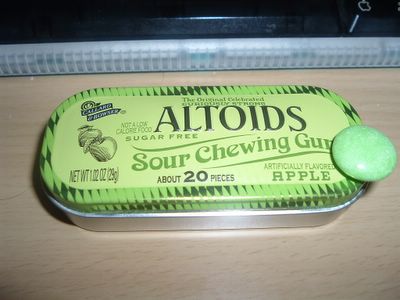 CALLARD
& BOWSER
The Original Celebrated
CURIOUSLY STRONG
NOT A LOW
CALORIE FOOD
ALTOIDS
SUGAR FREE
Sour Chewing Gum
ARTIFICIALLY FLAVORED
APPLE
NET WT 1.02 OZ (29g)
ABOUT 20 PIECES